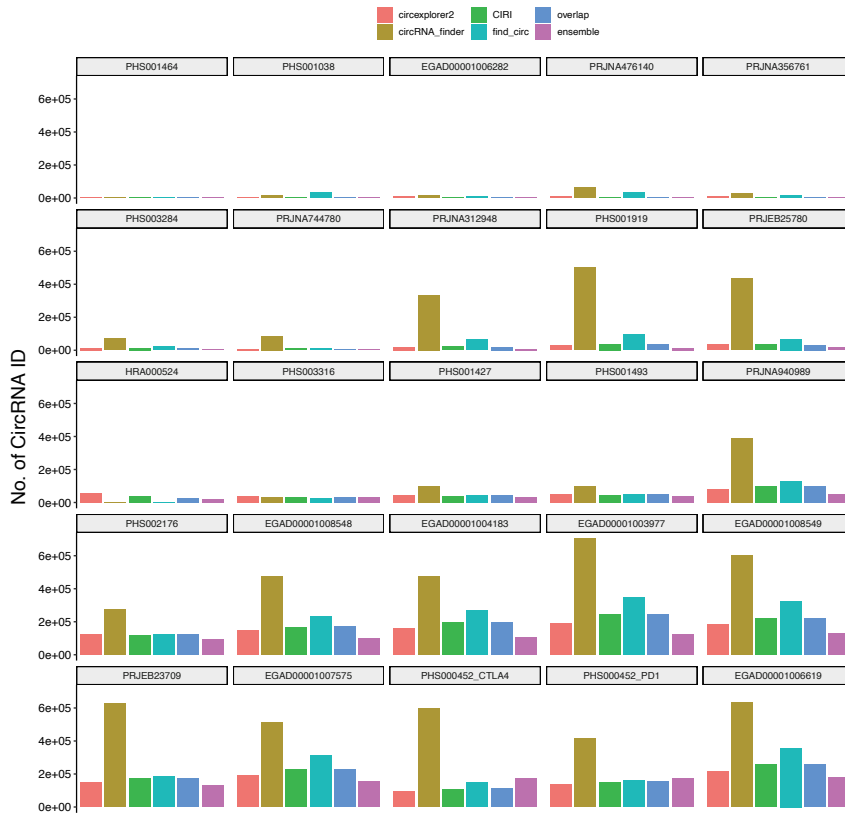 circexplorer2 CIRI overlap
circRNA_finder find_circ ensemble
No. of CircRNA ID
PHS001464 PHS001038 EGAD00001006282 PRJNA476140 PRJNA356761
6e+05
4e+05
2e+05
0e+00
PHS003284 PRJNA744780 PRJNA312948 PHS001919 PRJEB25780
6e+05
4e+05
2e+05
0e+00
HRA000524 PHS003316 PHS001427 PHS001493 PRJNA940989
6e+05
4e+05
2e+05
0e+00
PHS002176 EGAD00001008548 EGAD00001004183 EGAD00001003977 EGAD00001008549
6e+05
4e+05
2e+05
0e+00
PRJEB23709 EGAD00001007575 PHS000452_CTLA4 PHS000452_PD1 EGAD00001006619
6e+05
4e+05
2e+05
0e+00